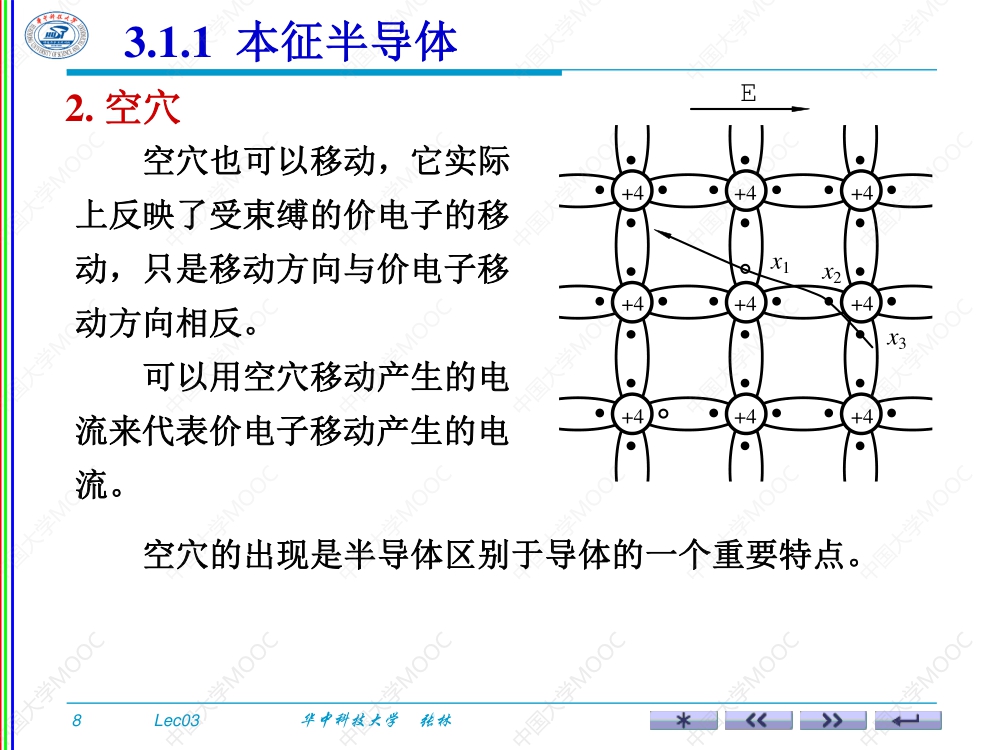 3.1.1 本征半导体
2. 空穴
空穴也可以移动，它实际
上反映了受束缚的价电子的移
动，只是移动方向与价电子移
动方向相反。
可以用空穴移动产生的电
流来代表价电子移动产生的电
流。
空穴的出现是半导体区别于导体的一个重要特点。
E
+4 +4 +4
x1
x2
+4 +4 +4
x3
+4 +4 +4
8 Lec03 华中科技大学 张林
中国大学MOOC